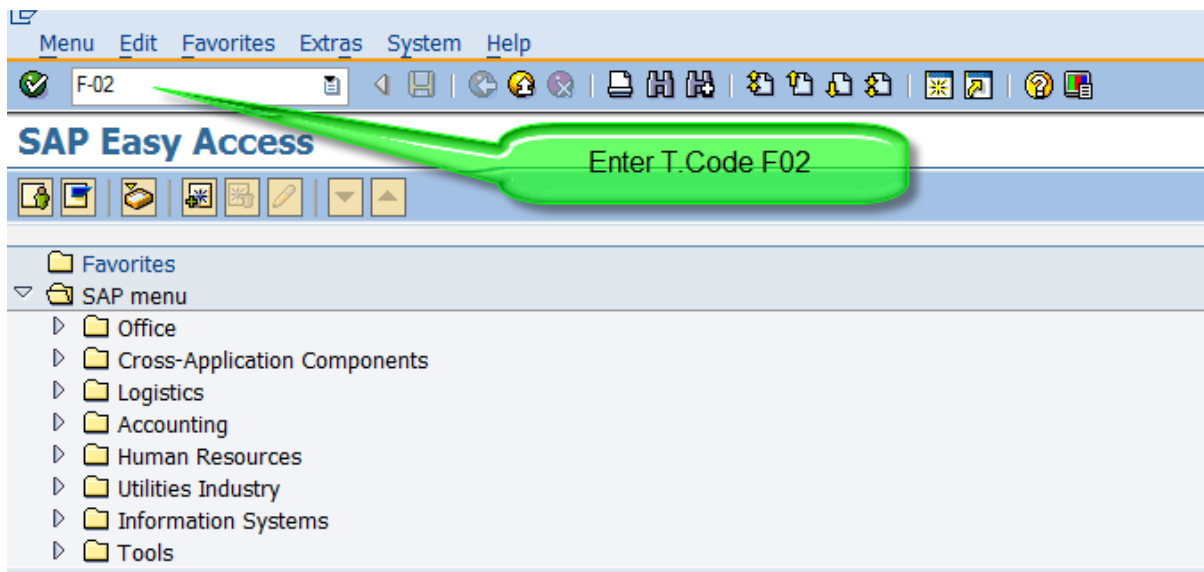 Menu Edit Favorites Extras System Help
F-02
SAP Easy Access
Enter T.Code F02
Favorites
SAP menu
Office
Cross-Application Components
Logistics
Accounting
Human Resources
Utilities Industry
Information Systems
Tools